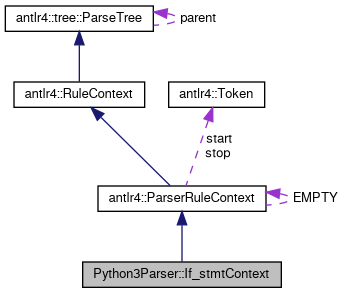 antlr4::tree::ParseTree
parent
antlr4::RuleContext
antlr4::Token
start
stop
antlr4::ParserRuleContext
EMPTY
Python3Parser::If_stmtContext